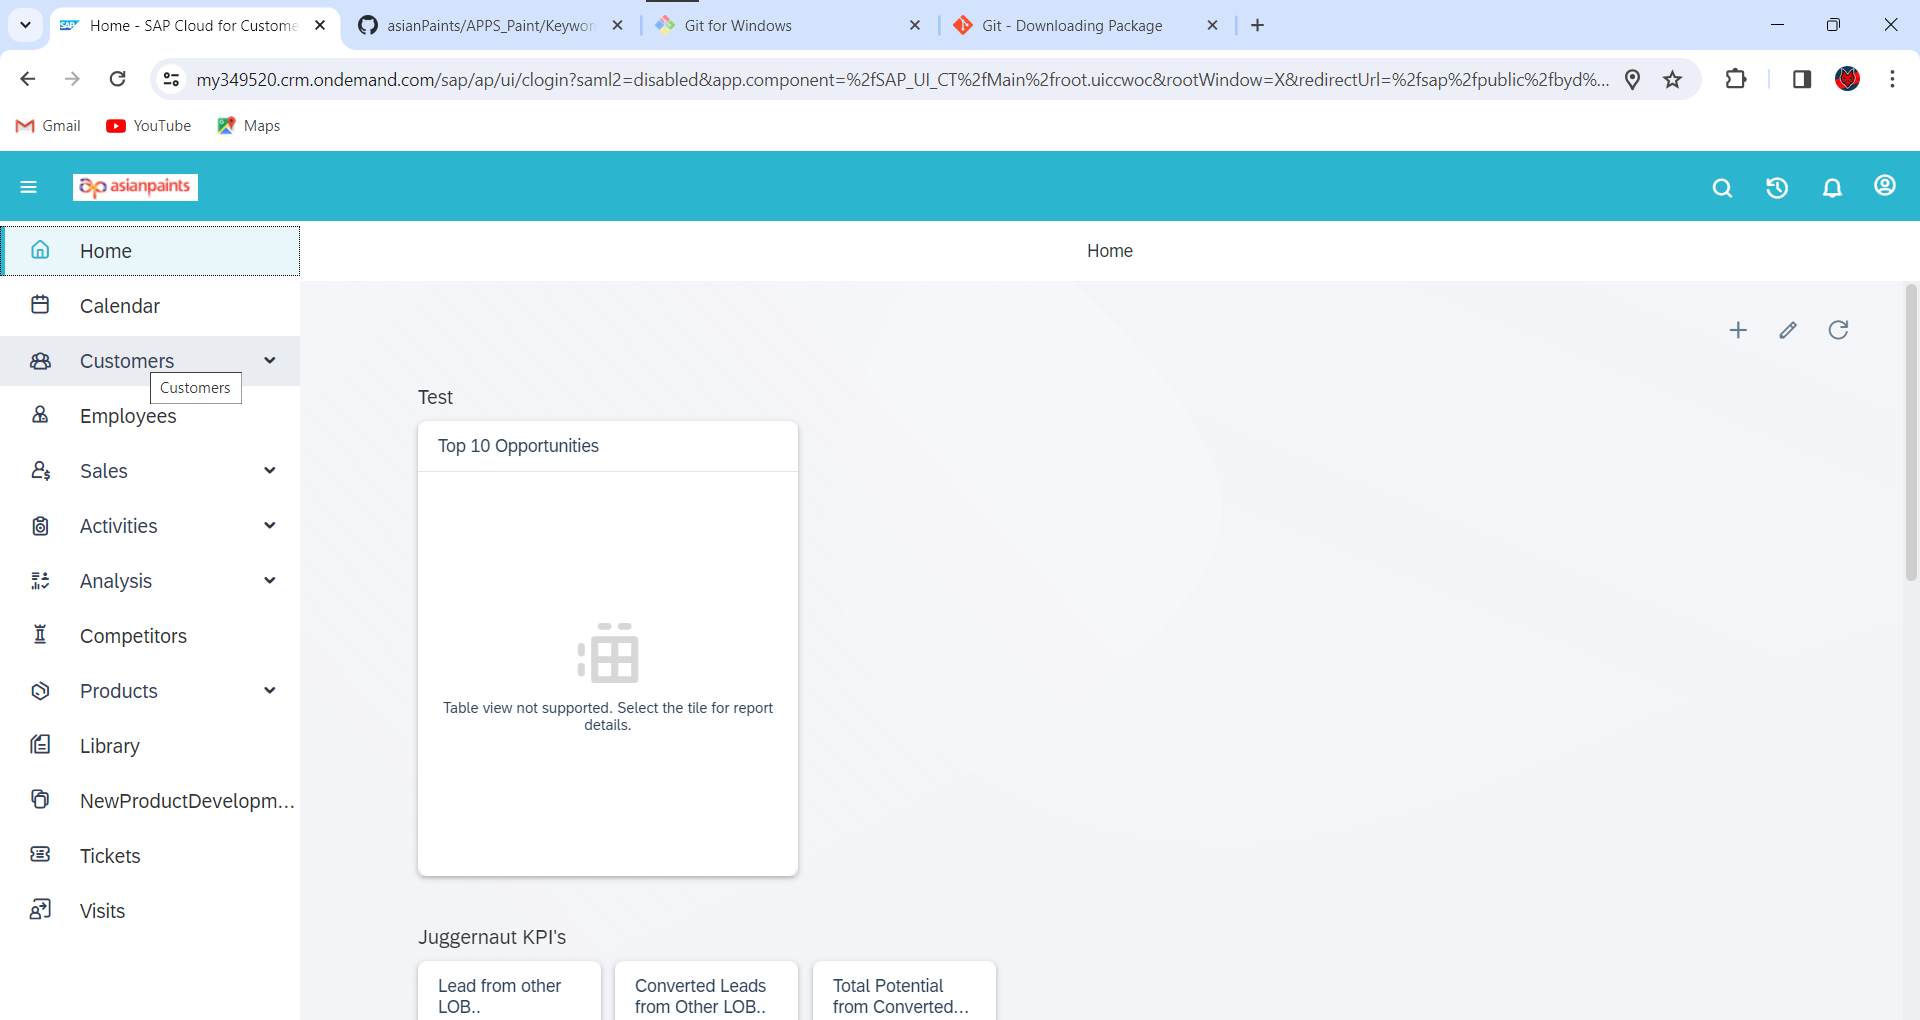 Home - SAP Cloud for Custome
asianPaints/APPS_Paint/Keywor
Git for Windows
Git - Downloading Package
my349520.crm.ondemand.com/sap/ap/ui/clogin?saml2=disabled&app.component=%2fSAP_UI_CT%2fMain%2froot.uiccwoc&rootWindow=X&redirectUrl=%2fsap%2fpublic%2fbyd%...
Gmail
YouTube
Maps
asianpaints
Home
Calendar
Customers
Customers
Employees
Sales
Activities
Analysis
Competitors
Products
Library
NewProductDevelopm...
Tickets
Visits
Home
Test
Top 10 Opportunities
Table view not supported. Select the tile for report
details.
Juggernaut KPI's
Lead from other
LOB..
Converted Leads
from Other LOB..
Total Potential
from Converted...